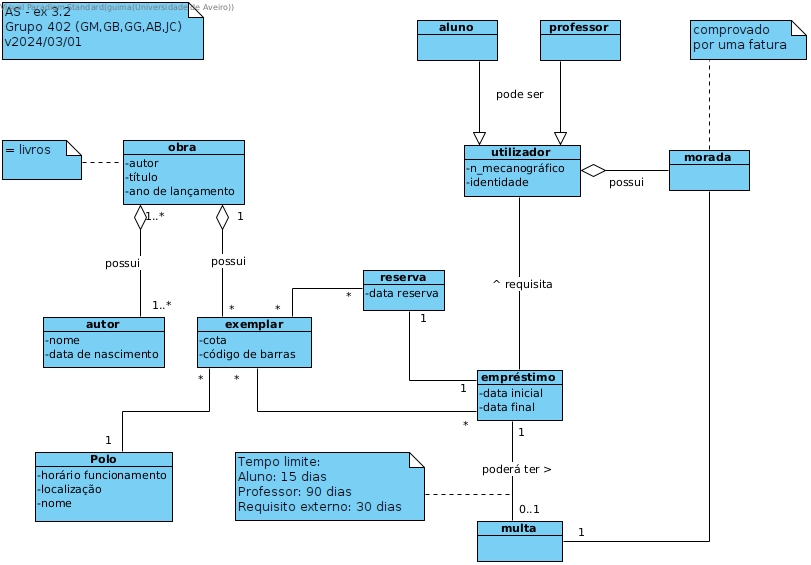 Visual Paradigm Standard(guima(Universidade de Aveiro))
AS - ex 3.2
Grupo 402 (GM,GB,GG,AB,JC)
v2024/03/01
aluno
professor
comprovado
por uma fatura
pode ser
= livros
obra
-autor
-título
-ano de lançamento
utilizador
-n_mecanográfico
-identidade
morada
possui
1..*
1
possui
possui
^ requisita
reserva
-data reserva
1..*
*
*
*
autor
-nome
-data de nascimento
exemplar
-cota
-código de barras
1
1
empréstimo
-data inicial
-data final
*
*
*
1
1
Polo
-horário funcionamento
-localização
-nome
Tempo limite:
Aluno: 15 dias
Professor: 90 dias
Requisito externo: 30 dias
poderá ter >
0..1
multa
1